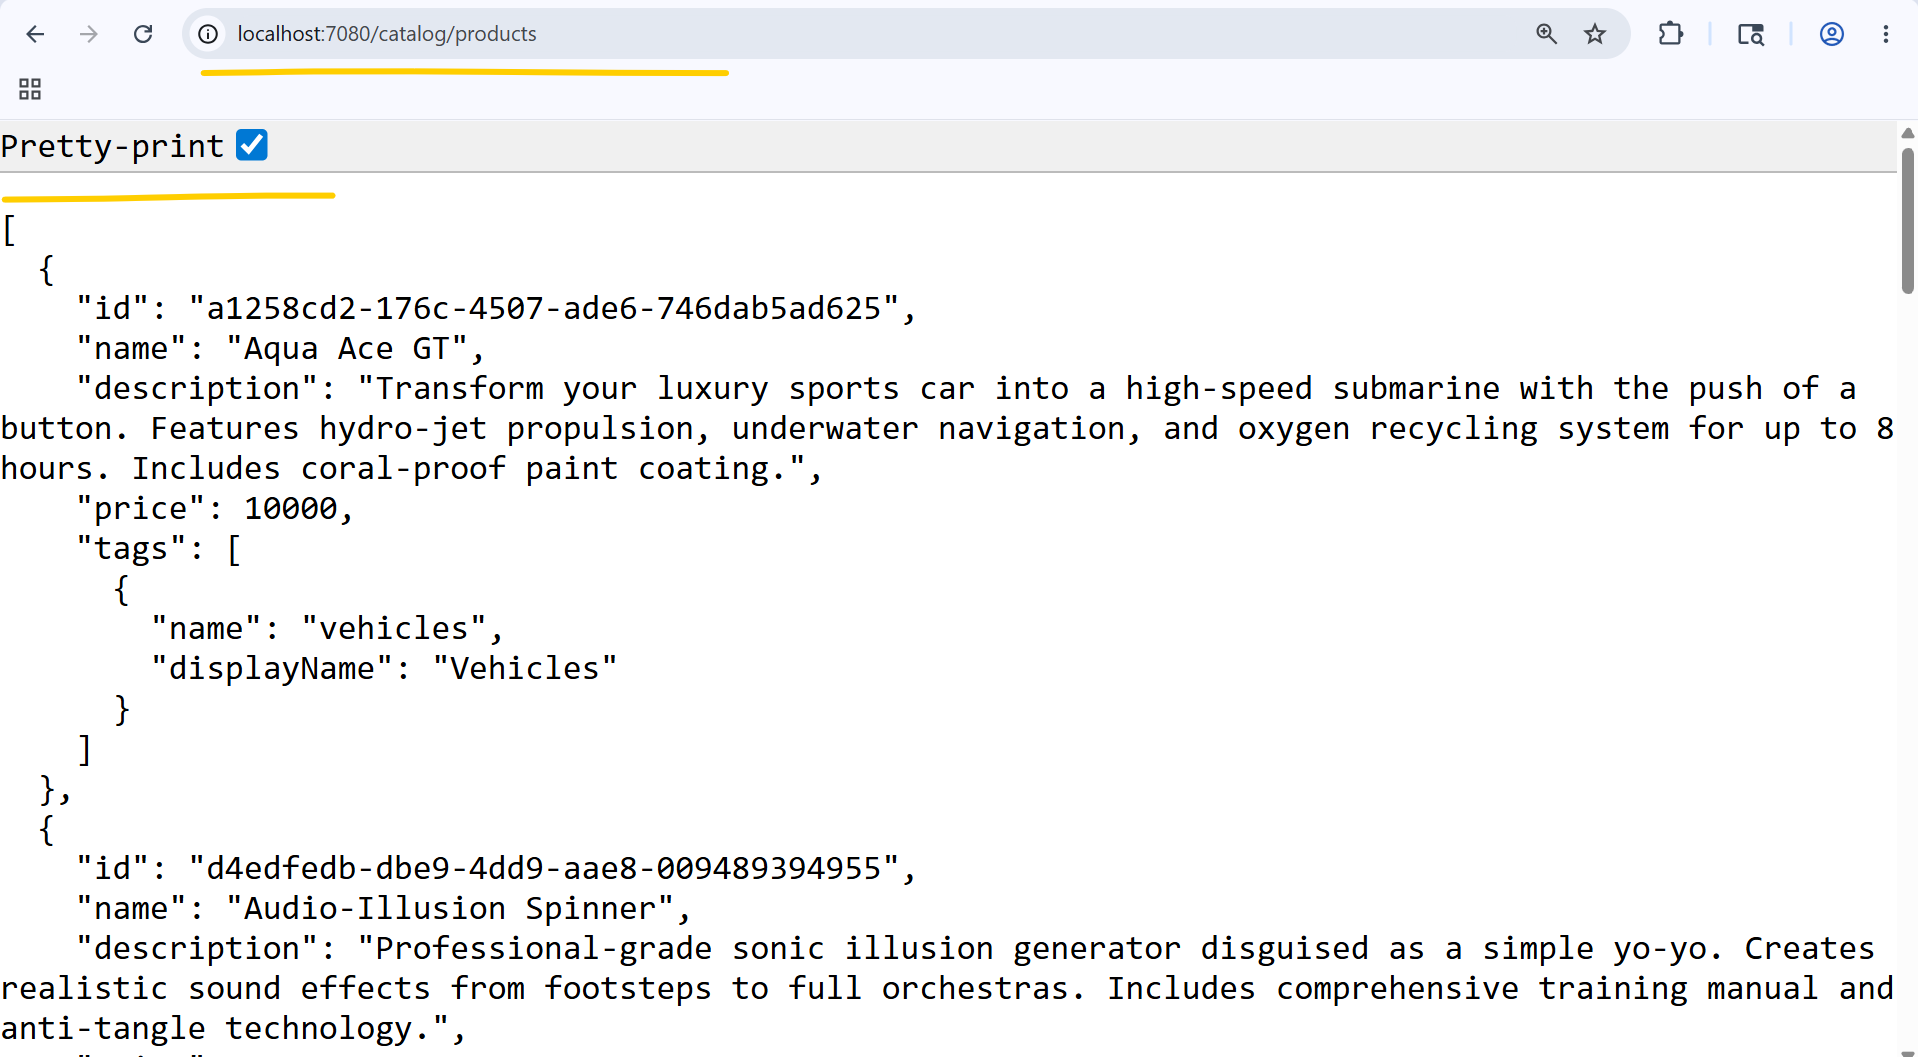 localhost:7080/catalog/products
Pretty-print
[
  {
    "id": "a1258cd2-176c-4507-ade6-746dab5ad625",
    "name": "Aqua Ace GT",
    "description": "Transform your luxury sports car into a high-speed submarine with the push of a
button. Features hydro-jet propulsion, underwater navigation, and oxygen recycling system for up to 8
hours. Includes coral-proof paint coating.",
    "price": 10000,
    "tags": [
      {
        "name": "vehicles",
        "displayName": "Vehicles"
      }
    ]
  },
  {
    "id": "d4edfedb-dbe9-4dd9-aae8-009489394955",
    "name": "Audio-Illusion Spinner",
    "description": "Professional-grade sonic illusion generator disguised as a simple yo-yo. Creates
realistic sound effects from footsteps to full orchestras. Includes comprehensive training manual and
anti-tangle technology.",